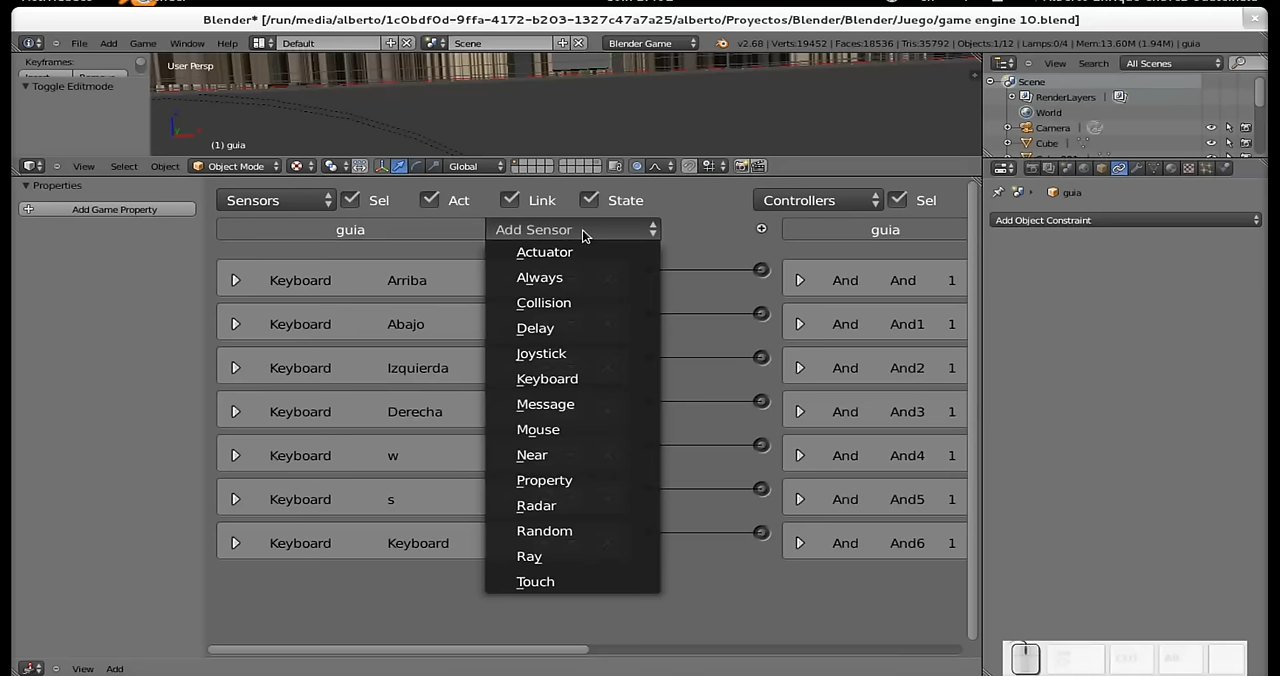 Blender* [/run/media/alberto/1c0bdf0d-9ffa-4172-b203-1327c47a7a25/alberto/Proyectos/Blender/Blender/Juego/game engine 10.blend]
File Add Game Window Help Default Scene Blender Game v2.68 | Verts:19452 | Faces:18536 | Tris:35792 | Objects:1/12 | Lamps:0/4 | Mem:13.60M (1.94M) | guia
Keyframes:
Toggle Editmode
User Persp
(1) guia
View Search All Scenes
Scene
RenderLayers
World
Camera
Cube
View Select Object Object Mode Global
Properties
Add Game Property
Sensors Sel Act Link State Controllers Sel
guia Add Sensor guia
Keyboard Arriba And And 1
Keyboard Abajo And And1 1
Keyboard Izquierda And And2 1
Keyboard Derecha And And3 1
Keyboard w And And4 1
Keyboard s And And5 1
Keyboard Keyboard And And6 1
Actuator
Always
Collision
Delay
Joystick
Keyboard
Message
Mouse
Near
Property
Radar
Random
Ray
Touch
guia
Add Object Constraint
View Add